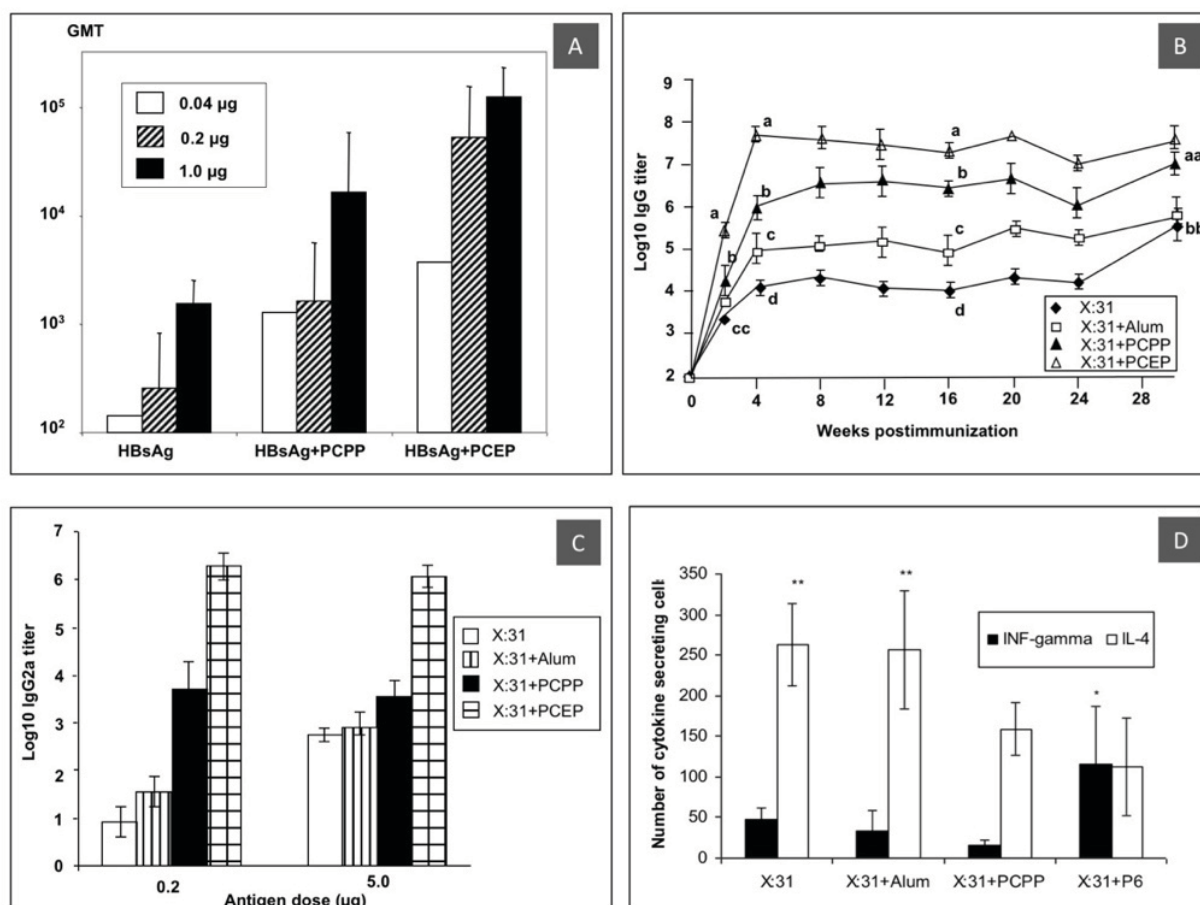 GMT
A
0.04 µg
0.2 µg
1.0 µg
10⁵
10⁴
10³
10²
HBsAg
HBsAg+PCPP
HBsAg+PCEP
B
Log10 IgG titer
9
8
7
6
5
4
3
2
a
a
b
b
b
c
c
d
d
cc
a
aa
bb
X:31
X:31+Alum
X:31+PCPP
X:31+PCEP
0 4 8 12 16 20 24 28
Weeks postimmunization
C
Log10 IgG2a titer
7
6
5
4
3
2
1
0
X:31
X:31+Alum
X:31+PCPP
X:31+PCEP
0.2 5.0
Antigen dose (µg)
D
Number of cytokine secreting cell
350
300
250
200
150
100
50
0
**
**
*
INF-gamma IL-4
X:31 X:31+Alum X:31+PCPP X:31+P6